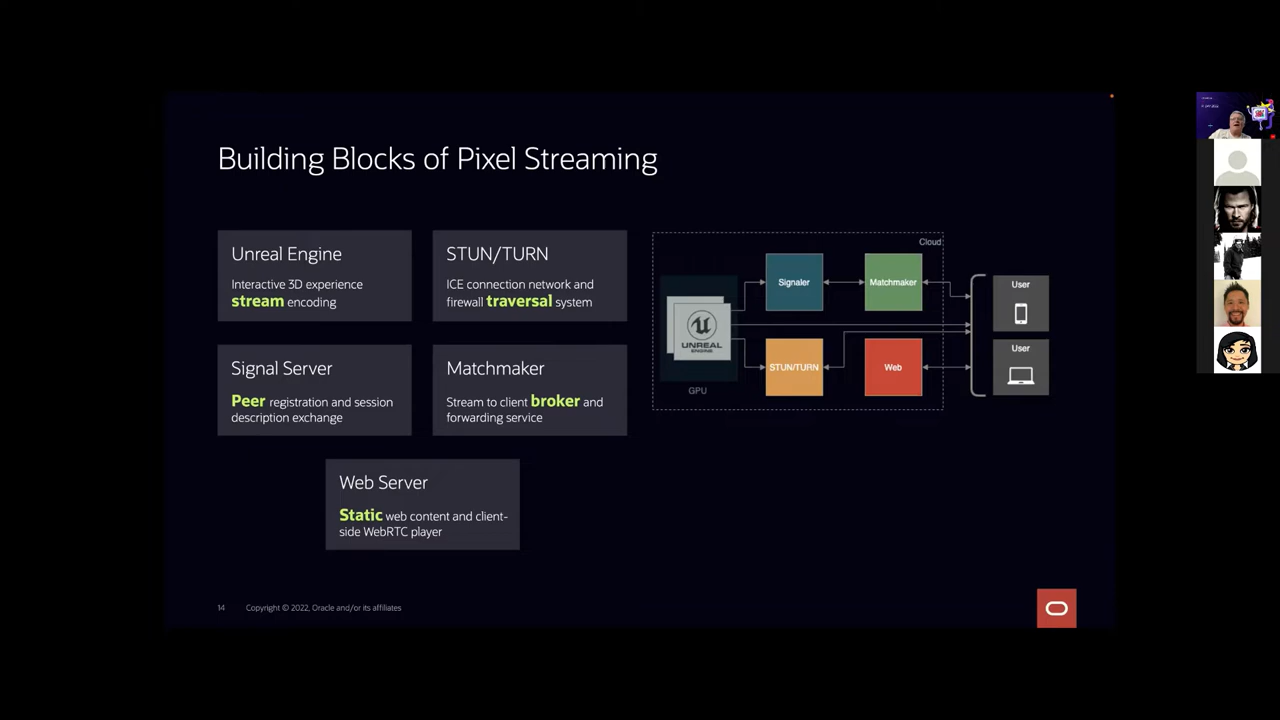 Building Blocks of Pixel Streaming
Unreal Engine
Interactive 3D experience
stream encoding
STUN/TURN
ICE connection network and
firewall traversal system
Signal Server
Peer registration and session
description exchange
Matchmaker
Stream to client broker and
forwarding service
Web Server
Static web content and client-
side WebRTC player
Cloud
Signaler
Matchmaker
UNREAL
ENGINE
GPU
STUN/TURN
Web
User
User
14 Copyright © 2022, Oracle and/or its affiliates